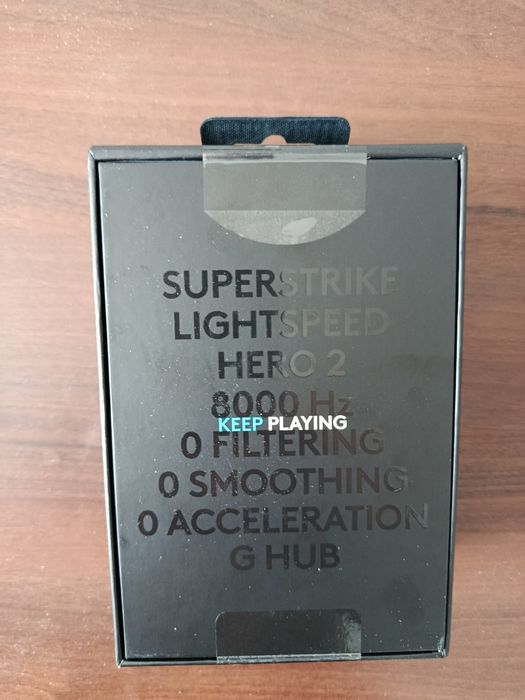 SUPERSTRIKE
LIGHTSPEED
HERO 2
8000 Hz
KEEP PLAYING
0 FILTERING
0 SMOOTHING
0 ACCELERATION
G HUB